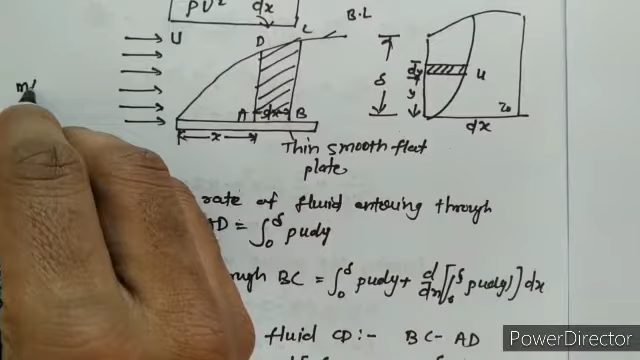 ρU² dx
B.L
U
D C
m'
δ dy y u τ₀
A dx B
x
dx
Thin smooth flat
plate
rate of fluid entering through
AD = ∫₀^δ ρudy
through BC = ∫₀^δ ρudy + d/dx [∫₀^δ ρudy] dx
fluid CD :- BC - AD
PowerDirector